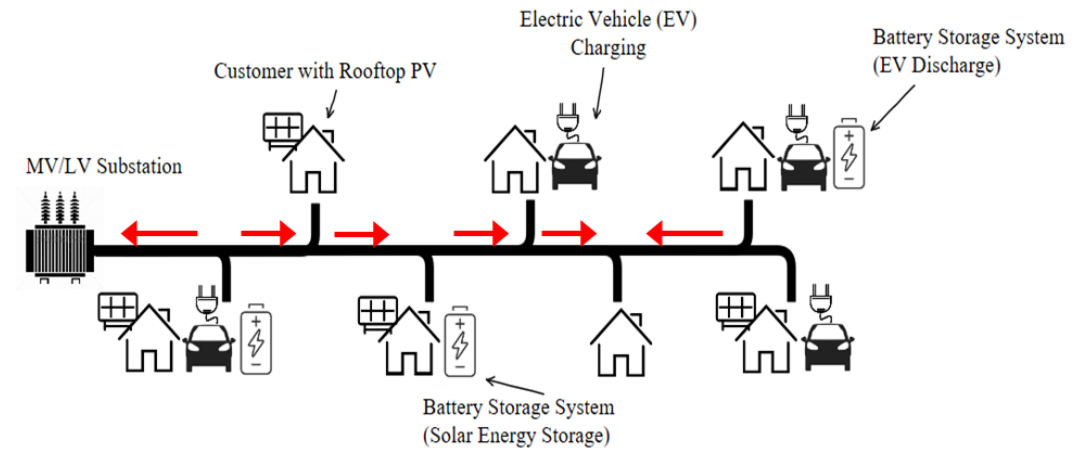 Electric Vehicle (EV)
Charging
Battery Storage System
(EV Discharge)
Customer with Rooftop PV
MV/LV Substation
Battery Storage System
(Solar Energy Storage)